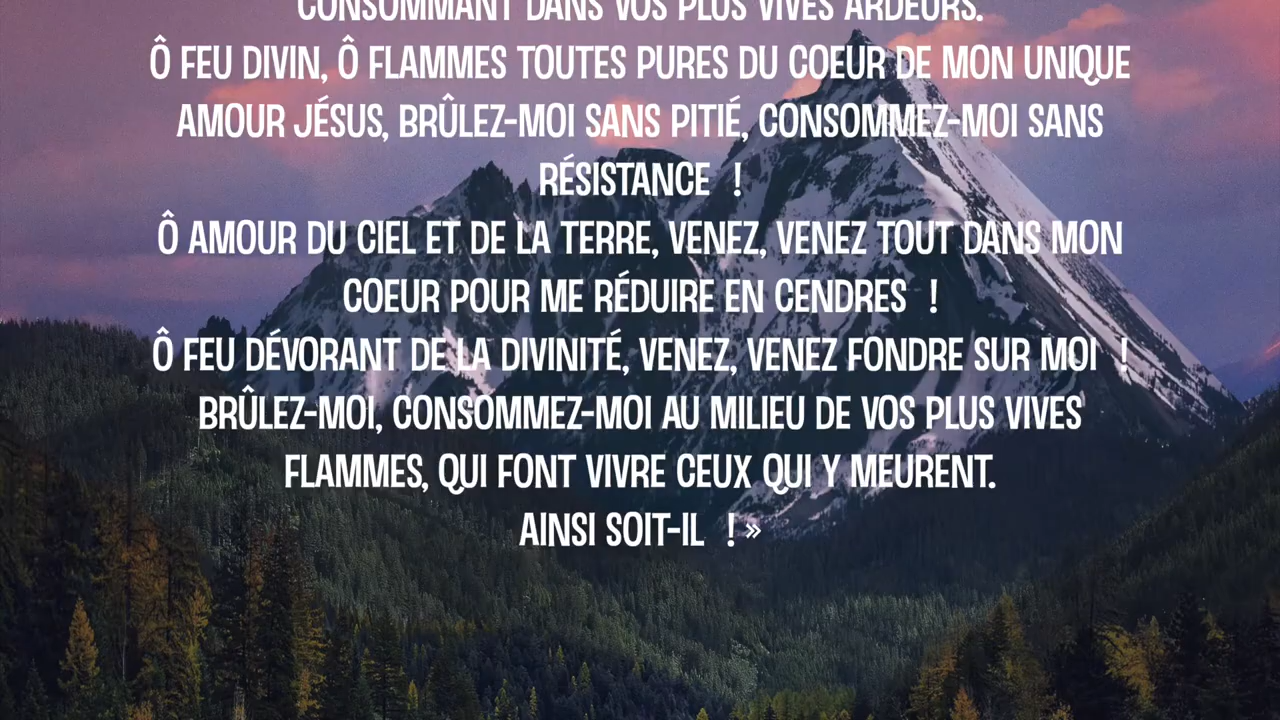 CONSOMMANT DANS VOS PLUS VIVES ARDEURS.
Ô FEU DIVIN, Ô FLAMMES TOUTES PURES DU COEUR DE MON UNIQUE
AMOUR JÉSUS, BRÛLEZ-MOI SANS PITIÉ, CONSOMMEZ-MOI SANS
RÉSISTANCE !
Ô AMOUR DU CIEL ET DE LA TERRE, VENEZ, VENEZ TOUT DANS MON
COEUR POUR ME RÉDUIRE EN CENDRES !
Ô FEU DÉVORANT DE LA DIVINITÉ, VENEZ, VENEZ FONDRE SUR MOI !
BRÛLEZ-MOI, CONSOMMEZ-MOI AU MILIEU DE VOS PLUS VIVES
FLAMMES, QUI FONT VIVRE CEUX QUI Y MEURENT.
AINSI SOIT-IL ! »